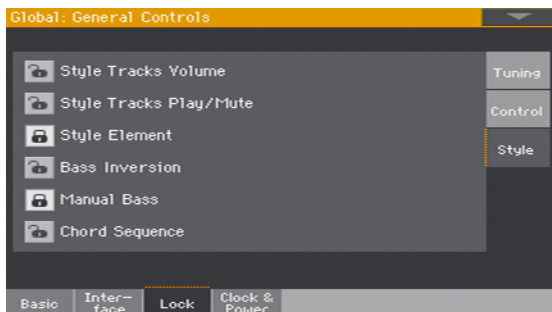 Global: General Controls
Style Tracks Volume
Style Tracks Play/Mute
Style Element
Bass Inversion
Manual Bass
Chord Sequence
Tuning
Control
Style
Basic
Inter-
face
Lock
Clock &
Power